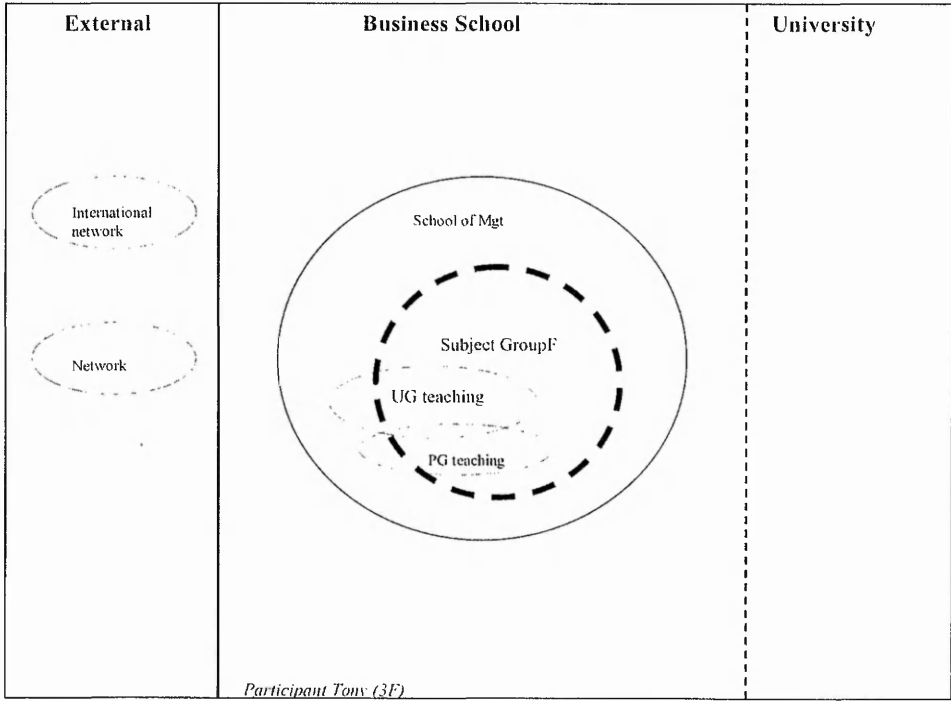 External
Business School
University
International
network
School of Mgt
Subject GroupF
Network
UG teaching
PG teaching
Participant Tony (3F)